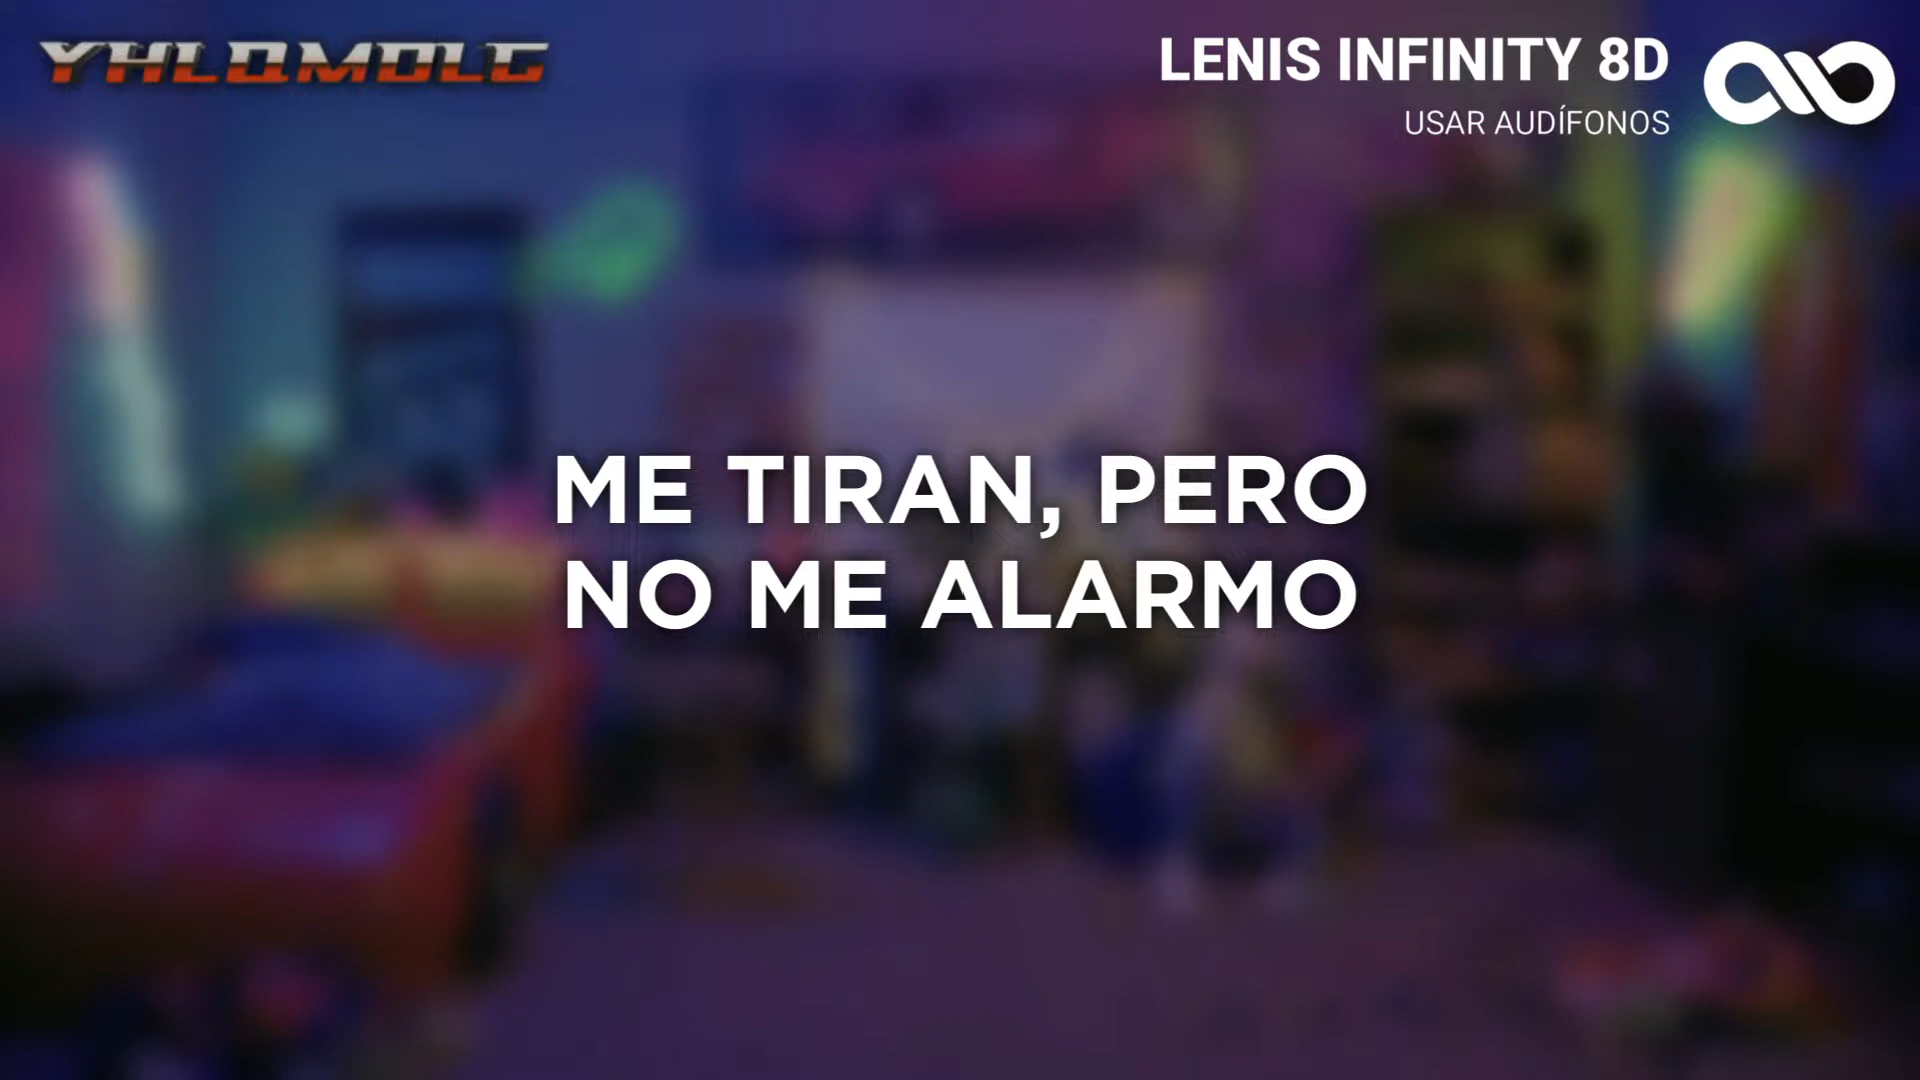 YHLQMDLG
LENIS INFINITY 8D
USAR AUDÍFONOS
ME TIRAN, PERO
NO ME ALARMO